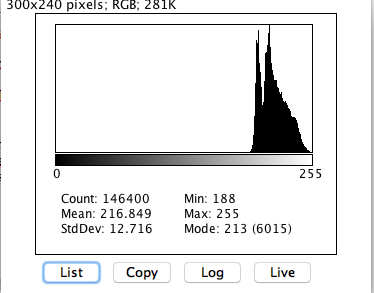 300x240 pixels; RGB; 281K
0 255
Count: 146400 Min: 188
Mean: 216.849 Max: 255
StdDev: 12.716 Mode: 213 (6015)
List Copy Log Live